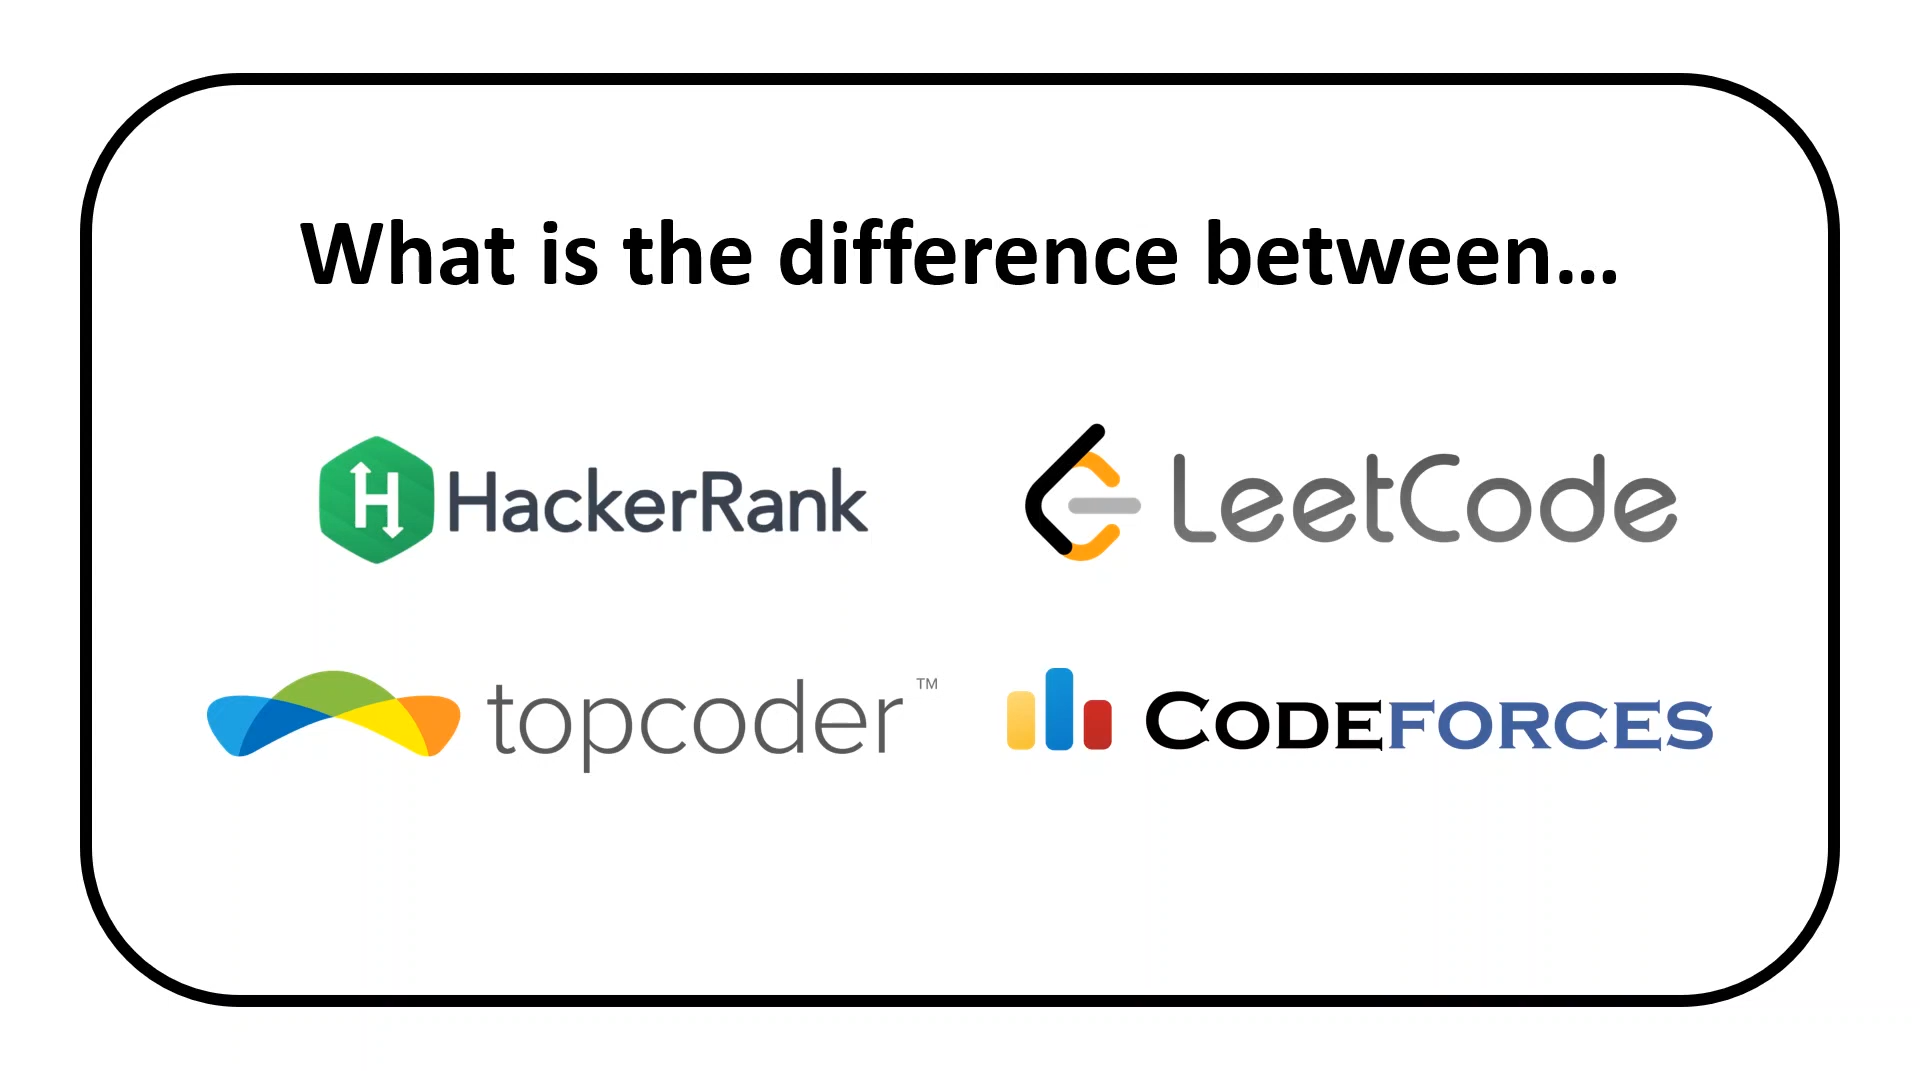 What is the difference between...
HackerRank
LeetCode
topcoder™
CODEFORCES